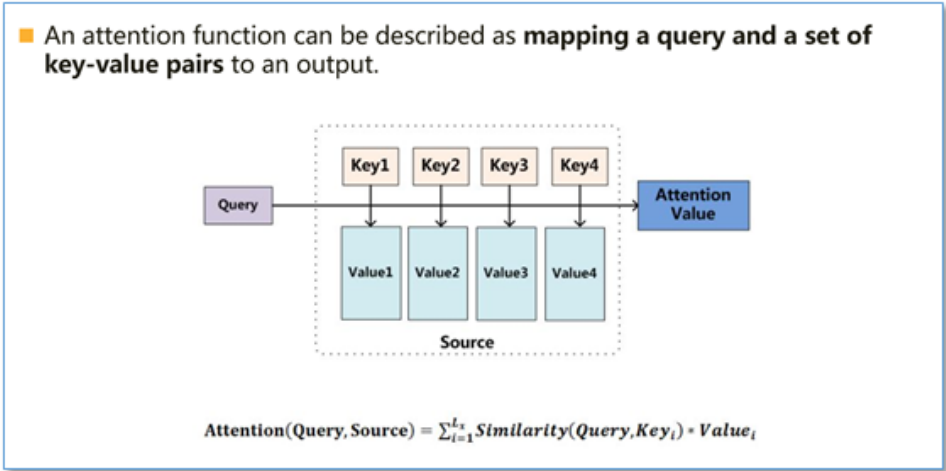 An attention function can be described as mapping a query and a set of
key-value pairs to an output.
Key1 Key2 Key3 Key4
Query
Attention
Value
Value1 Value2 Value3 Value4
Source
Attention(Query, Source) = ∑_{i=1}^{L_x} Similarity(Query, Key_i) * Value_i